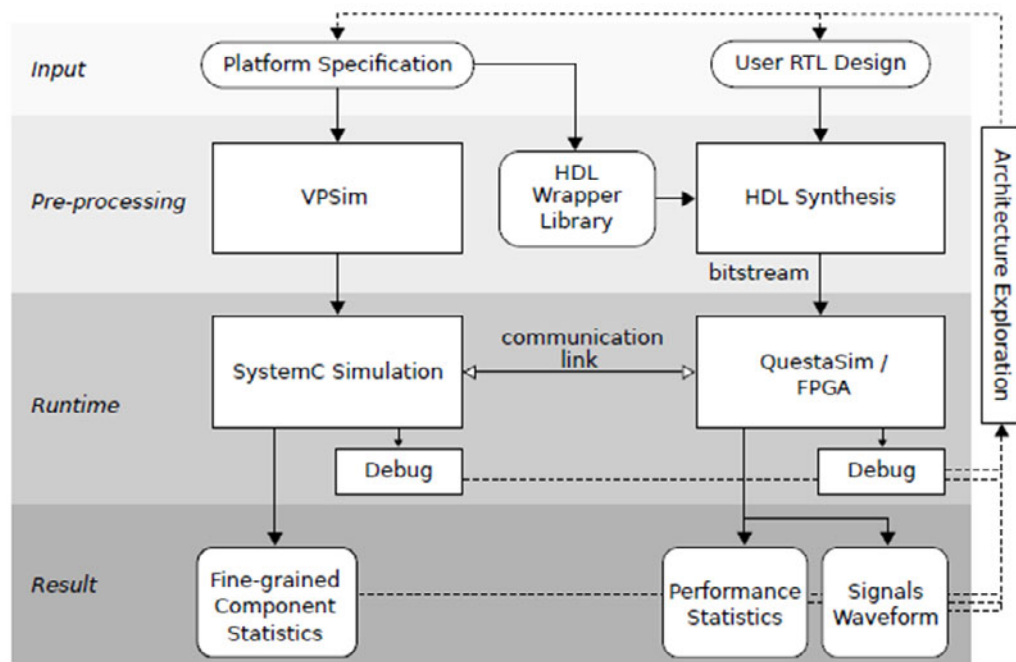 Input
Platform Specification
User RTL Design
Pre-processing
VPSim
HDL
Wrapper
Library
HDL Synthesis
bitstream
Architecture Exploration
Runtime
SystemC Simulation
communication
link
QuestaSim /
FPGA
Debug
Debug
Result
Fine-grained
Component
Statistics
Performance
Statistics
Signals
Waveform